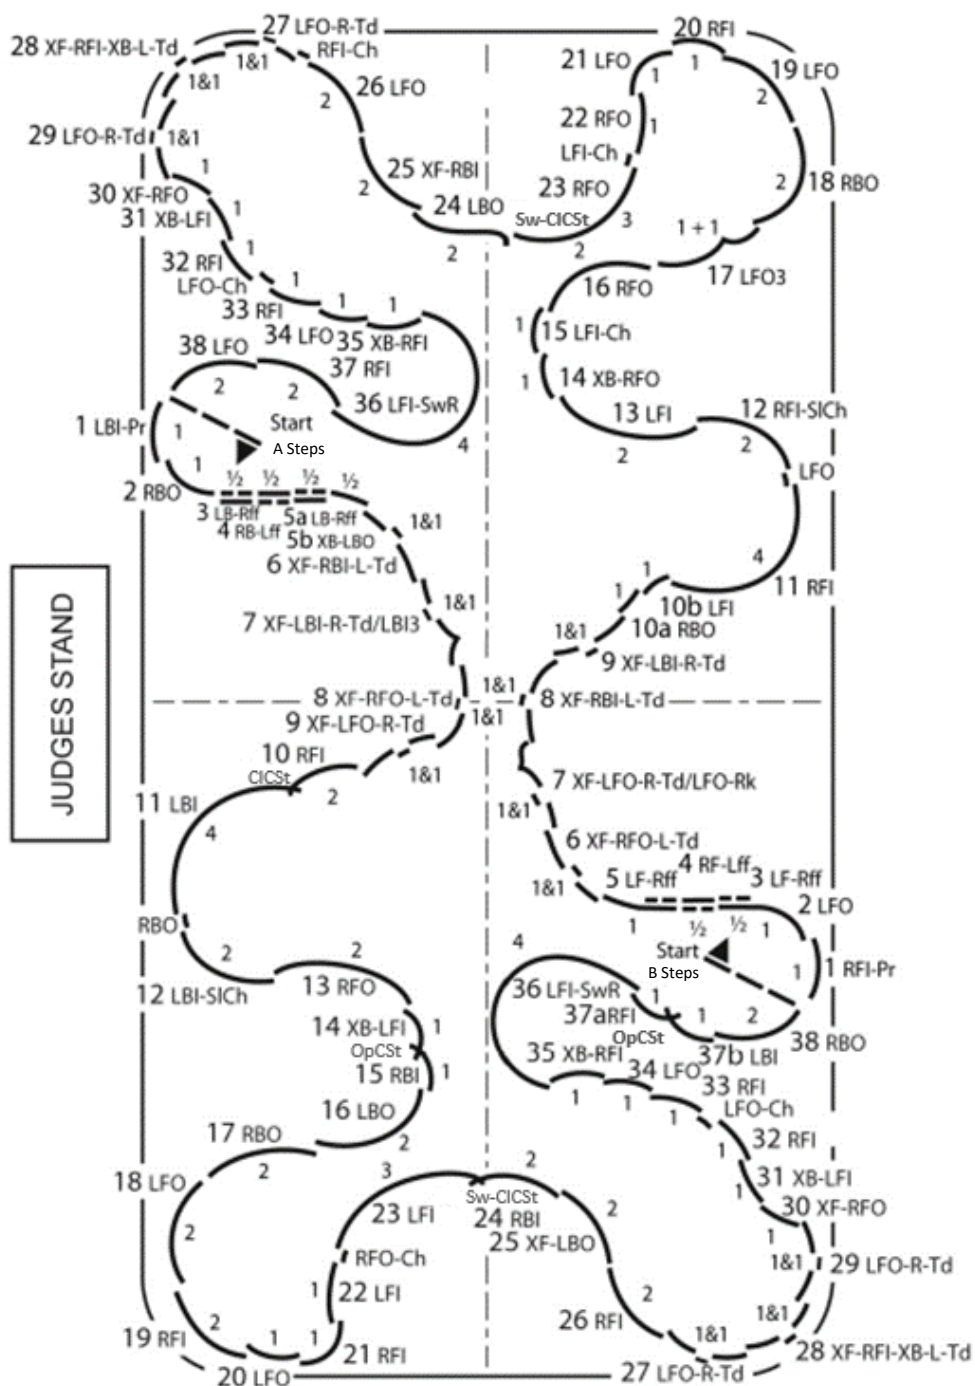 27 LFO-R-Td
RFI-Ch
28 XF-RFI-XB-L-Td
1&1
1&1
26 LFO
2
29 LFO-R-Td
1&1
1
30 XF-RFO
31 XB-LFI
1
25 XF-RBI
2
24 LBO
2
32 RFI
LFO-Ch
1
33 RFI
1
34 LFO
1
35 XB-RFI
1
38 LFO
37 RFI
36 LFI-SwR
2
2
4
1 LBI-Pr
1
Start
A Steps
2 RBO
1
½
½
½
½
3 LB-Rff
4 RB-Lff
5a LB-Rff
5b XB-LBO
1&1
6 XF-RBI-L-Td
1&1
7 XF-LBI-R-Td/LBI3
8 XF-RFO-L-Td
1&1
9 XF-LFO-R-Td
1&1
10 RFI
ClCSt
2
11 LBI
4
RBO
2
12 LBI-SlCh
2
13 RFO
14 XB-LFI
1
OpCSt
15 RBI
1
16 LBO
2
17 RBO
2
18 LFO
2
19 RFI
2
20 LFO
1
1
21 RFI
1
22 LFI
RFO-Ch
23 LFI
3
JUDGES STAND
20 RFI
21 LFO
1
1
19 LFO
2
22 RFO
1
LFI-Ch
23 RFO
3
Sw-ClCSt
18 RBO
2
1 + 1
17 LFO3
2
16 RFO
1
15 LFI-Ch
1
14 XB-RFO
13 LFI
2
12 RFI-SlCh
2
LFO
4
11 RFI
1
1
10b LFI
10a RBO
1&1
9 XF-LBI-R-Td
1&1
8 XF-RBI-L-Td
7 XF-LFO-R-Td/LFO-Rk
1&1
6 XF-RFO-L-Td
1&1
5 LF-Rff
4 RF-Lff
3 LF-Rff
2 LFO
1
½
½
1
Start
B Steps
1
1 RFI-Pr
4
36 LFI-SwR
1
37aRFI
OpCSt
1
2
37b LBI
38 RBO
35 XB-RFI
1
34 LFO
1
33 RFI
1
LFO-Ch
32 RFI
1
31 XB-LFI
1
30 XF-RFO
1
1&1
29 LFO-R-Td
1&1
28 XF-RFI-XB-L-Td
1&1
27 LFO-R-Td
26 RFI
2
2
25 XF-LBO
24 RBI
Sw-ClCSt
2